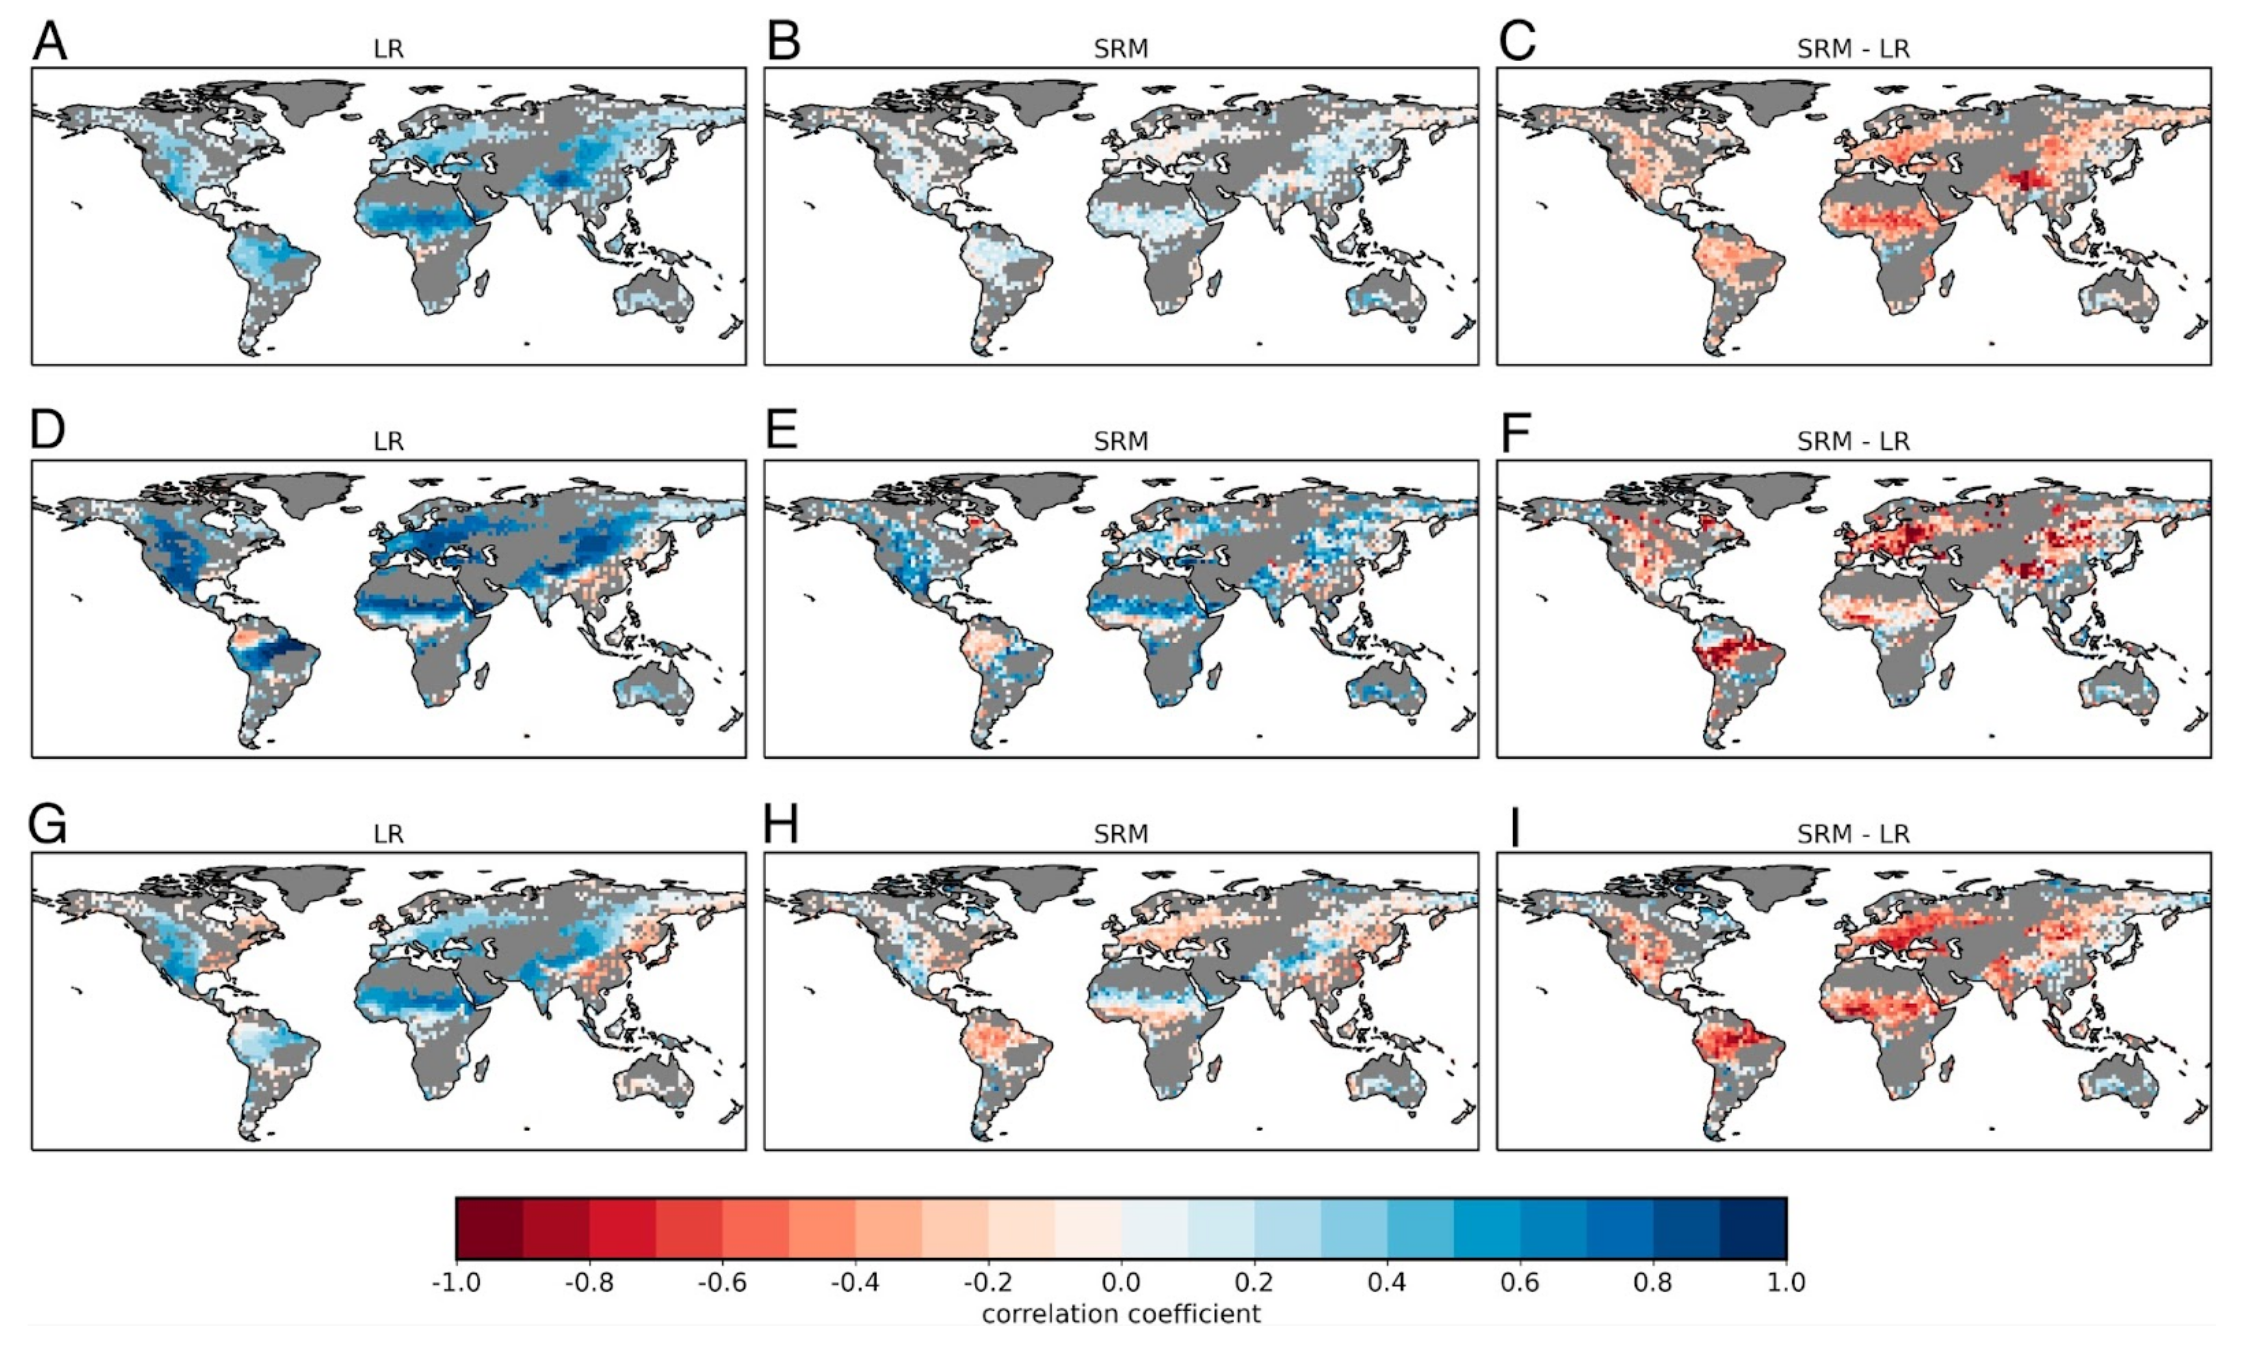 A
LR
B
SRM
C
SRM - LR
D
LR
E
SRM
F
SRM - LR
G
LR
H
SRM
I
SRM - LR
-1.0 -0.8 -0.6 -0.4 -0.2 0.0 0.2 0.4 0.6 0.8 1.0
correlation coefficient